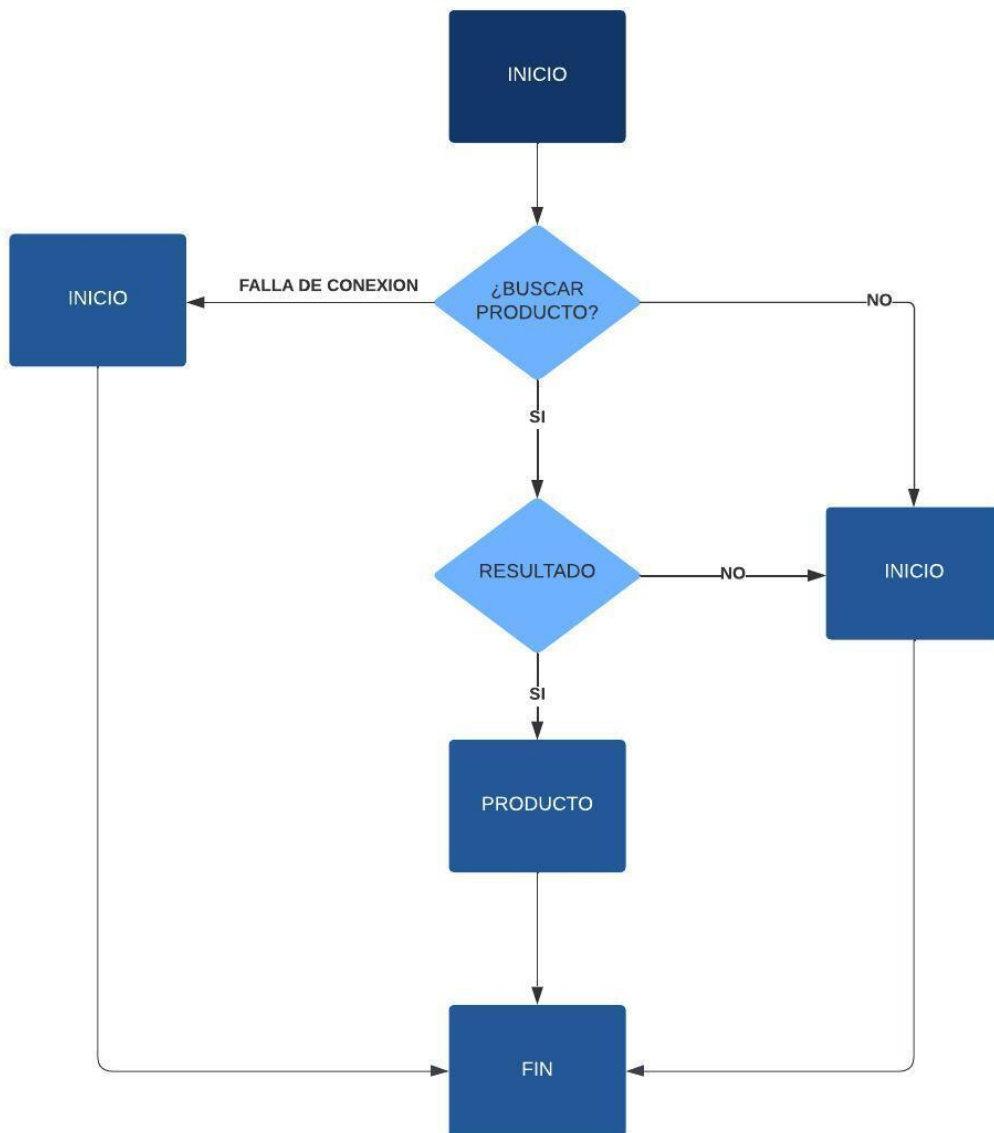 INICIO
INICIO
FALLA DE CONEXION
¿BUSCAR
PRODUCTO?
NO
SI
RESULTADO
NO
INICIO
SI
PRODUCTO
FIN